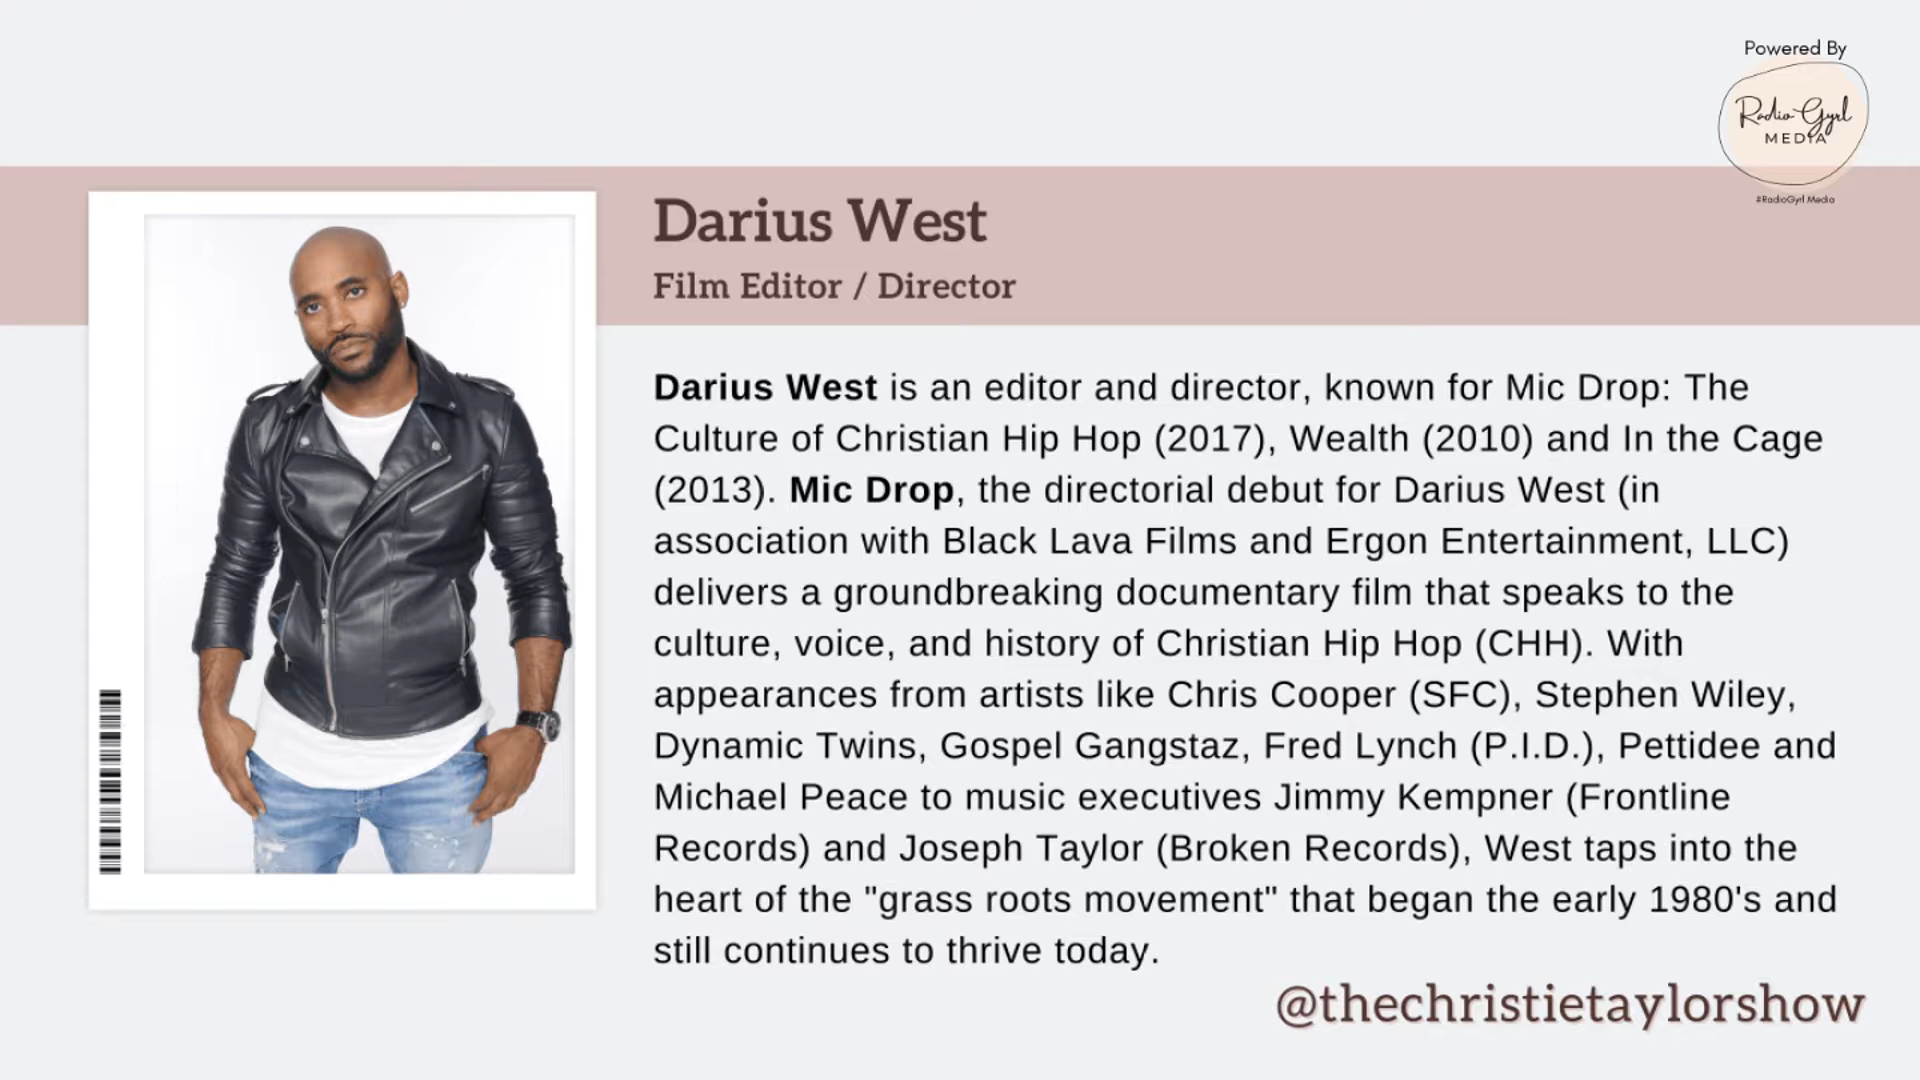 Powered By
Radio Gyrl
MEDIA
#RadioGyrl Media
Darius West
Film Editor / Director
Darius West is an editor and director, known for Mic Drop: The
Culture of Christian Hip Hop (2017), Wealth (2010) and In the Cage
(2013). Mic Drop, the directorial debut for Darius West (in
association with Black Lava Films and Ergon Entertainment, LLC)
delivers a groundbreaking documentary film that speaks to the
culture, voice, and history of Christian Hip Hop (CHH). With
appearances from artists like Chris Cooper (SFC), Stephen Wiley,
Dynamic Twins, Gospel Gangstaz, Fred Lynch (P.I.D.), Pettidee and
Michael Peace to music executives Jimmy Kempner (Frontline
Records) and Joseph Taylor (Broken Records), West taps into the
heart of the "grass roots movement" that began the early 1980's and
still continues to thrive today.
@thechristietaylorshow